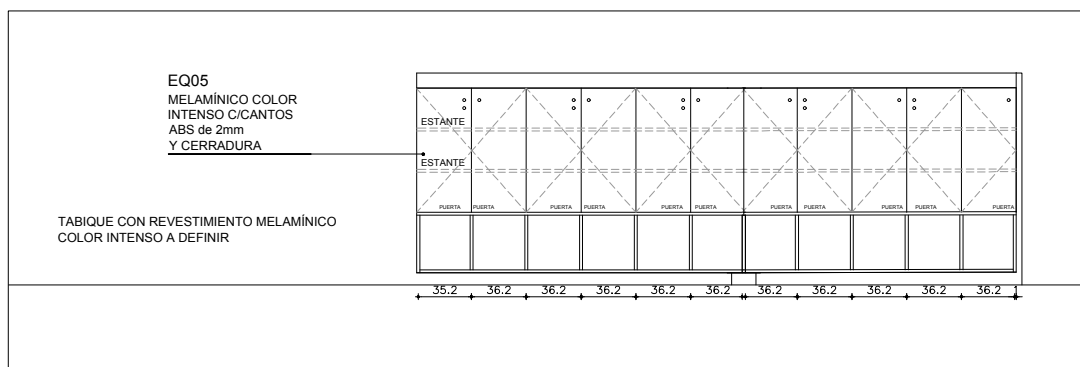 EQ05
MELAMÍNICO COLOR
INTENSO C/CANTOS
ABS de 2mm
Y CERRADURA
TABIQUE CON REVESTIMIENTO MELAMÍNICO
COLOR INTENSO A DEFINIR
ESTANTE
ESTANTE
PUERTA PUERTA PUERTA PUERTA PUERTA PUERTA PUERTA PUERTA PUERTA PUERTA PUERTA
35.2 36.2 36.2 36.2 36.2 36.2 36.2 36.2 36.2 36.2 36.2 1